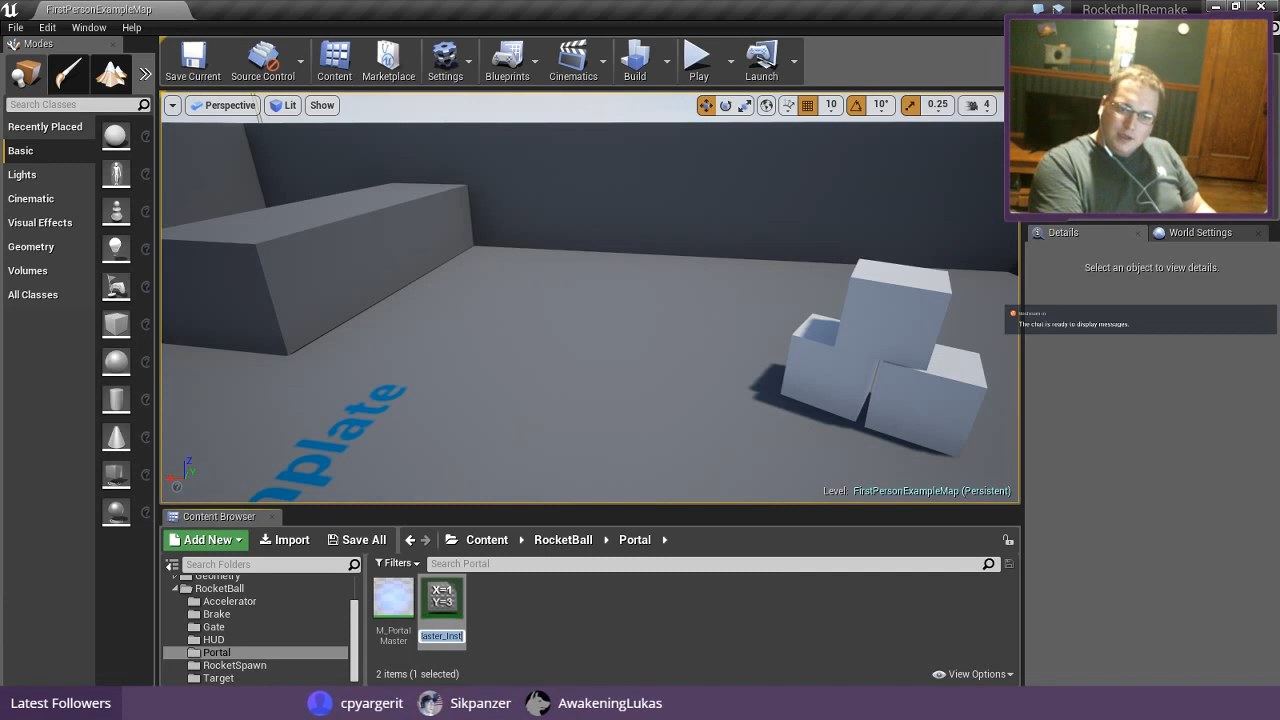 FirstPersonExampleMap
RocketballRemake
File Edit Window Help
Modes
Save Current
Source Control
Content
Marketplace
Settings
Blueprints
Cinematics
Build
Play
Launch
Search Classes
Perspective
Lit
Show
10
10°
0.25
4
Recently Placed
Basic
Lights
Cinematic
Visual Effects
Geometry
Volumes
All Classes
mplate
Z
Y
Level: FirstPersonExampleMap (Persistent)
Details
World Settings
Select an object to view details.
The chat is ready to display messages.
Content Browser
Add New
Import
Save All
Content
RocketBall
Portal
Search Folders
Filters
Search Portal
Geometry
RocketBall
Accelerator
Brake
Gate
HUD
Portal
RocketSpawn
Target
M_Portal
Master
X=1
Y=3
laster_Inst
2 items (1 selected)
View Options
Latest Followers
cpyargerit
Sikpanzer
AwakeningLukas